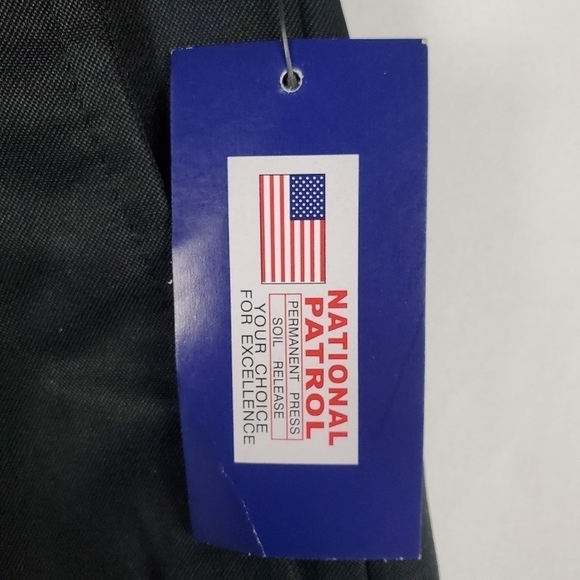 NATIONAL
PATROL
PERMANENT PRESS
SOIL RELEASE
YOUR CHOICE
FOR EXCELLENCE